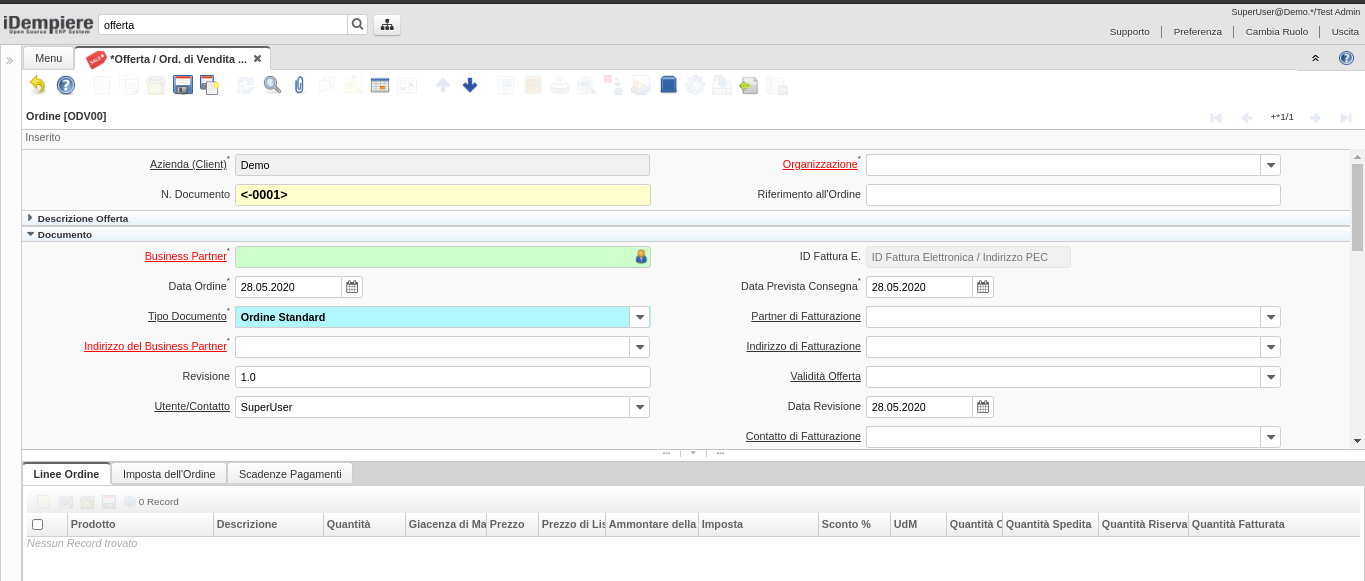 SuperUser@Demo.*/Test Admin
iDempiere
Open Source ERP System
offerta
Supporto Preferenza Cambia Ruolo Uscita
» Menu SALE *Offerta / Ord. di Vendita ...
Ordine [ODV00] +*1/1
Inserito
Azienda (Client)* Demo Organizzazione*
N. Documento <-0001> Riferimento all'Ordine
Descrizione Offerta
Documento
Business Partner* ID Fattura E. ID Fattura Elettronica / Indirizzo PEC
Data Ordine* 28.05.2020 Data Prevista Consegna* 28.05.2020
Tipo Documento* Ordine Standard Partner di Fatturazione
Indirizzo del Business Partner* Indirizzo di Fatturazione
Revisione 1.0 Validità Offerta
Utente/Contatto SuperUser Data Revisione 28.05.2020
Contatto di Fatturazione
Linee Ordine Imposta dell'Ordine Scadenze Pagamenti
0 Record
Prodotto Descrizione Quantità Giacenza di Ma Prezzo Prezzo di Lis Ammontare della Imposta Sconto % UdM Quantità C Quantità Spedita Quantità Riserva Quantità Fatturata
Nessun Record trovato